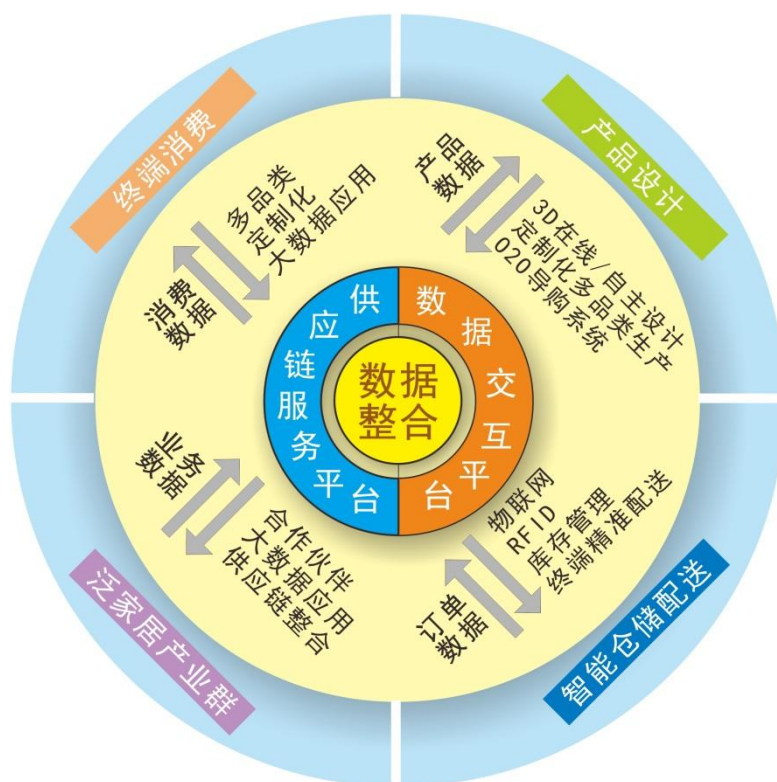 终端消费
产品设计
多品类
定制化
大数据应用
消费
数据
产品
数据
3D在线/自主设计
定制化多品类生产
020导购系统
供应链服务平台
数据交互平台
数据
整合
业务
数据
合作伙伴
大数据应用
供应链整合
物联网
RFID
库存管理
终端精准配送
订单
数据
泛家居产业群
智能仓储配送